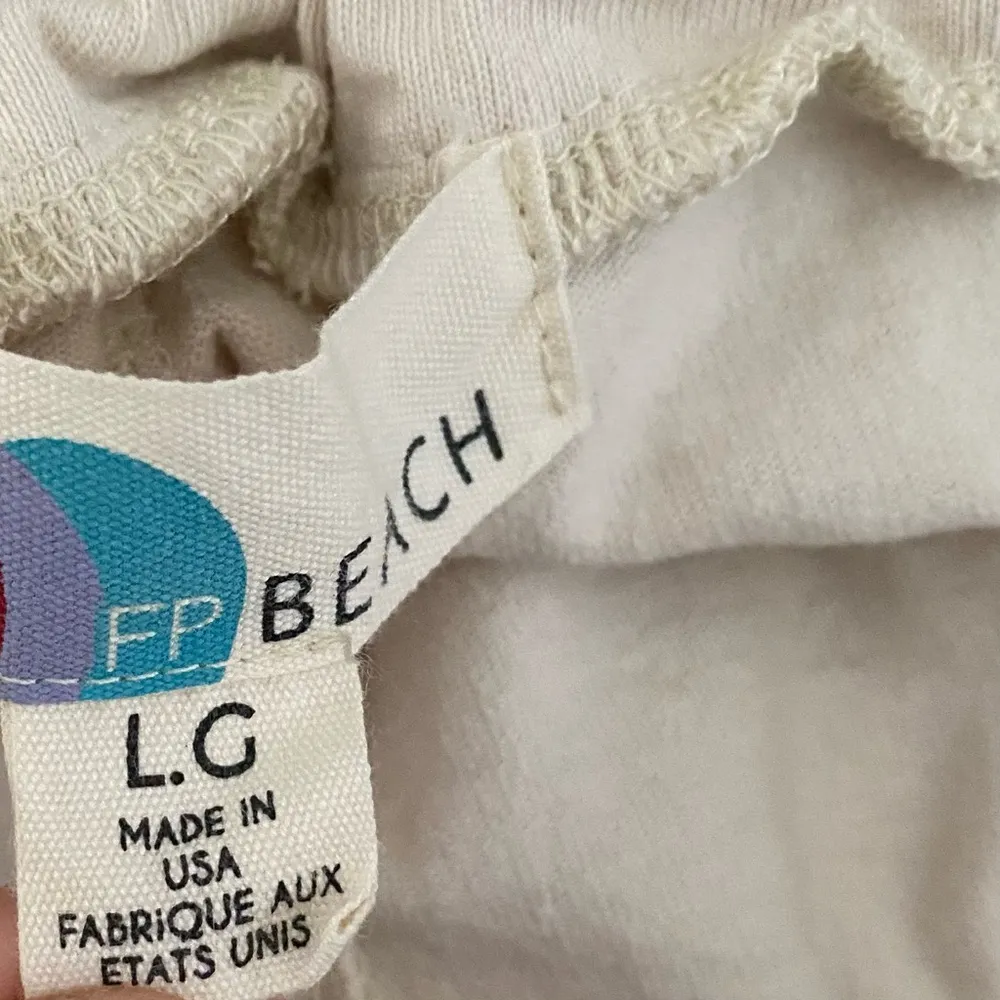 FP BEACH
L.G
MADE IN
USA
FABRIQUE AUX
ETATS UNIS